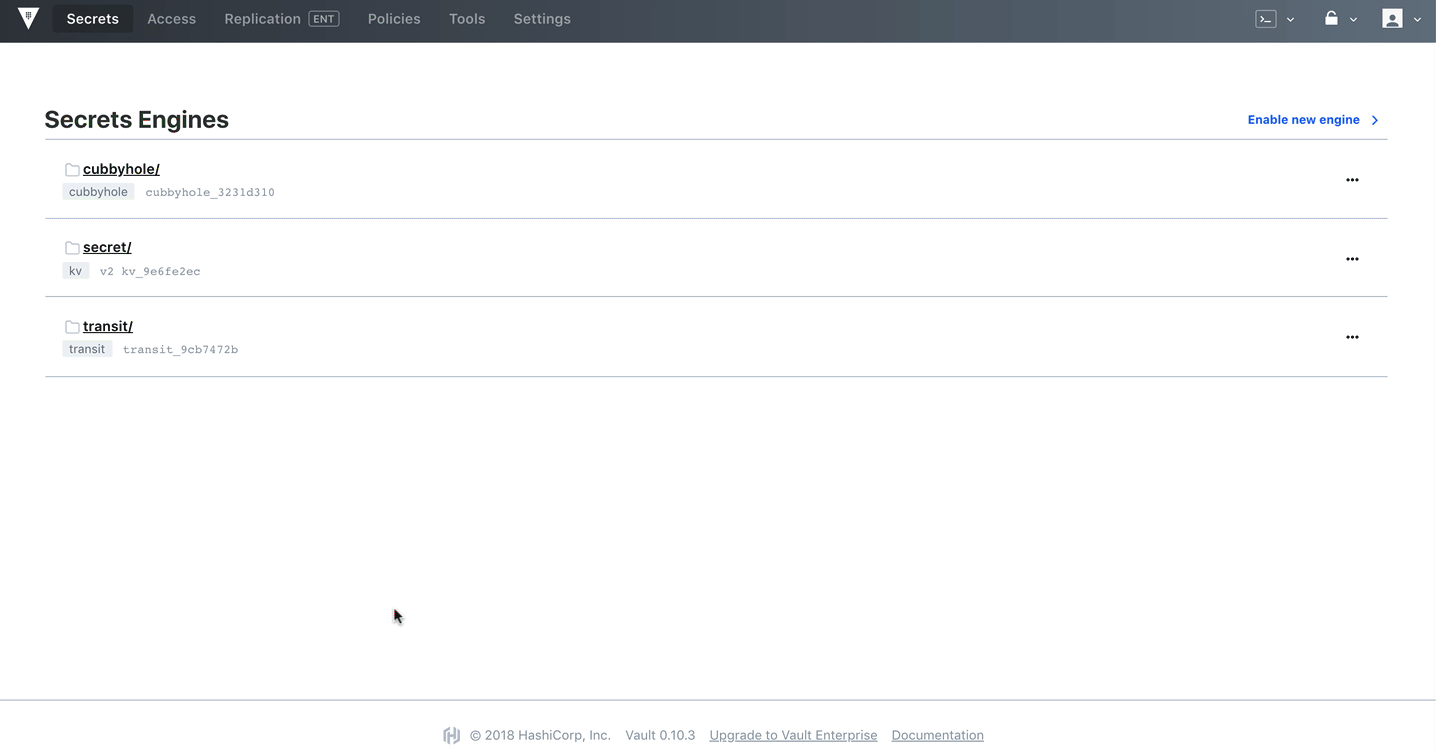 Secrets Access Replication ENT Policies Tools Settings
Secrets Engines Enable new engine
cubbyhole/
cubbyhole cubbyhole_3231d310
secret/
kv v2 kv_9e6fe2ec
transit/
transit transit_9cb7472b
© 2018 HashiCorp, Inc. Vault 0.10.3 Upgrade to Vault Enterprise Documentation